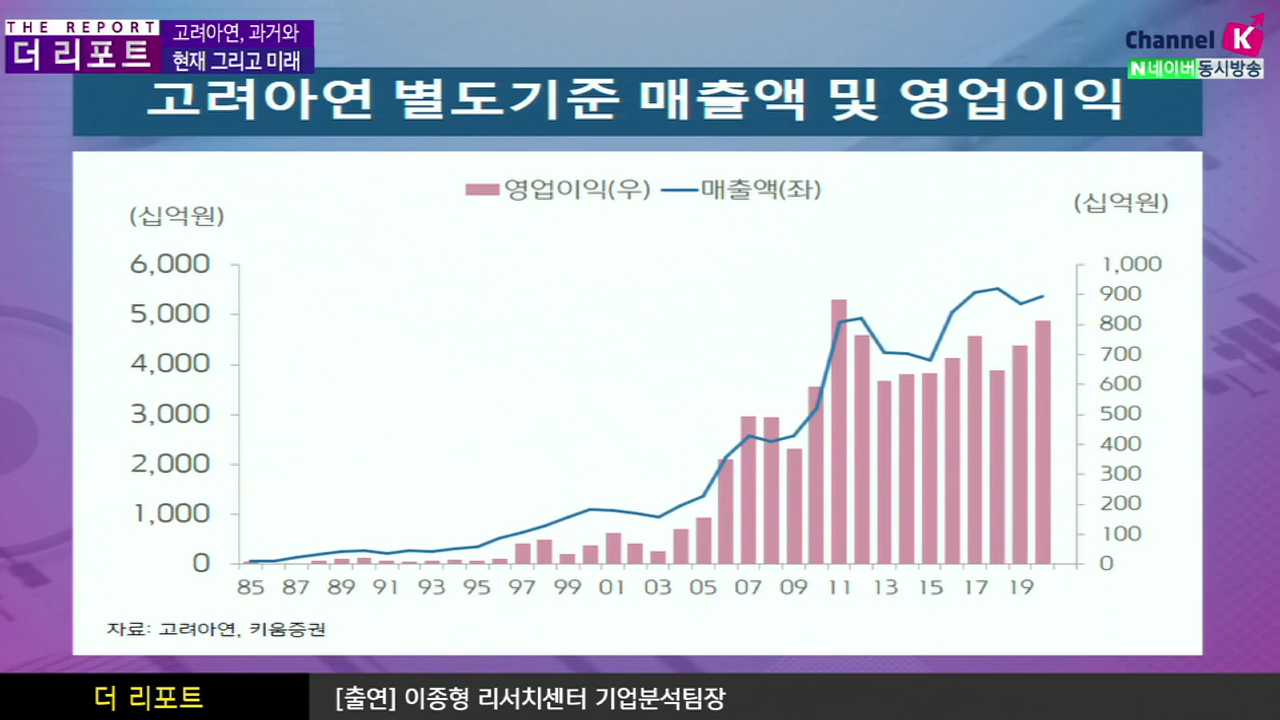 THE REPORT
더 리포트
고려아연, 과거와
현재 그리고 미래
Channel K
N네이버 동시방송
고려아연 별도기준 매출액 및 영업이익
영업이익(우) 매출액(좌)
(십억원) (십억원)
6,000 1,000
900
5,000
800
4,000 700
600
3,000 500
400
2,000
300
1,000 200
100
0 0
85 87 89 91 93 95 97 99 01 03 05 07 09 11 13 15 17 19
자료: 고려아연, 키움증권
더 리포트
[출연] 이종형 리서치센터 기업분석팀장